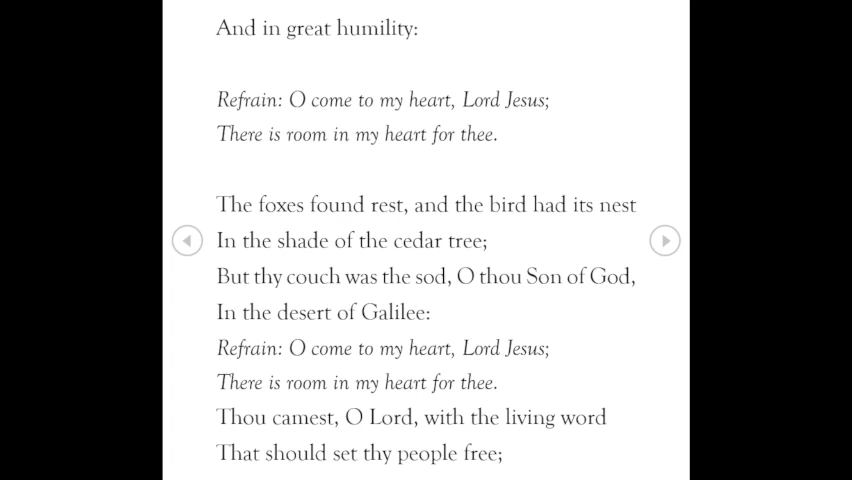 And in great humility:
Refrain: O come to my heart, Lord Jesus;
There is room in my heart for thee.
The foxes found rest, and the bird had its nest
In the shade of the cedar tree;
But thy couch was the sod, O thou Son of God,
In the desert of Galilee:
Refrain: O come to my heart, Lord Jesus;
There is room in my heart for thee.
Thou camest, O Lord, with the living word
That should set thy people free;